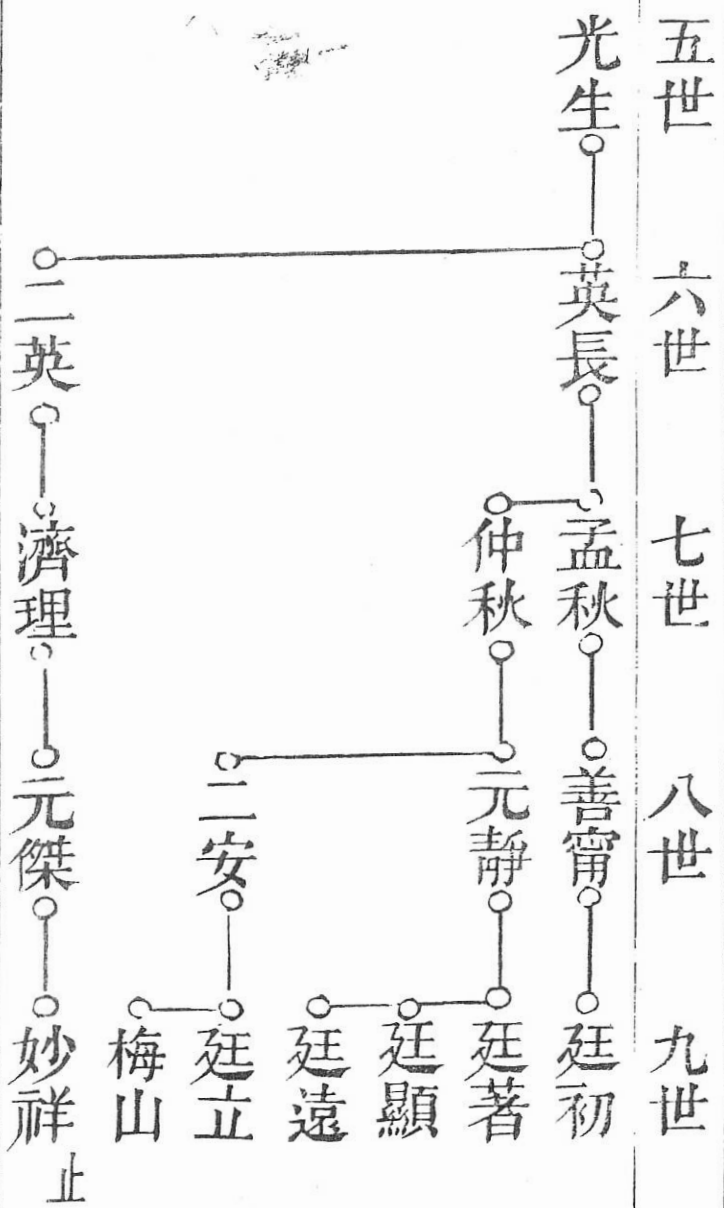 五世
六世
七世
八世
九世
光生
英長
孟秋
善甯
廷初
仲秋
元靜
廷著
廷顯
廷遠
二安
廷立
梅山
二英
濟理
元傑
妙祥
止